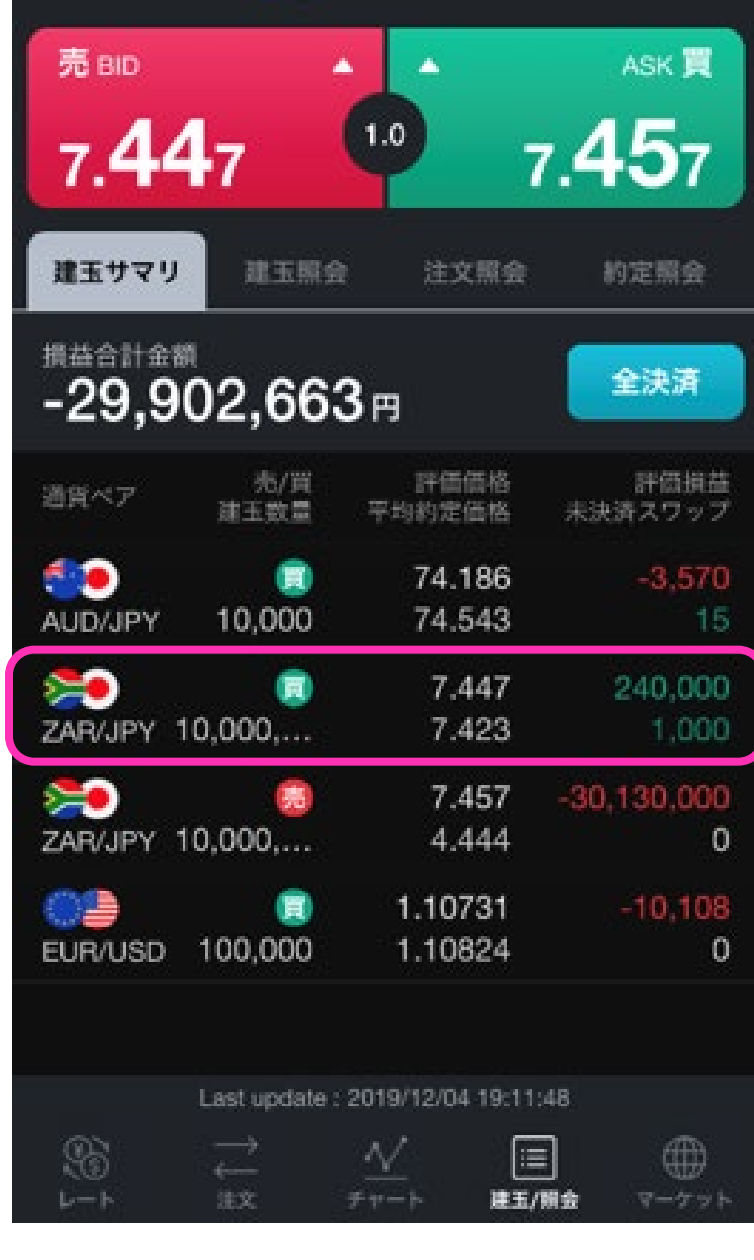 売 BID ▲ ▲ ASK 買
7.447 1.0 7.457
建玉サマリ 建玉照会 注文照会 約定照会
損益合計金額
-29,902,663円 全決済
通貨ペア 売/買 評価価格 評価損益
建玉数量 平均約定価格 未決済スワップ
買 74.186 -3,570
AUD/JPY 10,000 74.543 15
買 7.447 240,000
ZAR/JPY 10,000,... 7.423 1,000
売 7.457 -30,130,000
ZAR/JPY 10,000,... 4.444 0
買 1.10731 -10,108
EUR/USD 100,000 1.10824 0
Last update : 2019/12/04 19:11:48
レート 注文 チャート 建玉/照会 マーケット